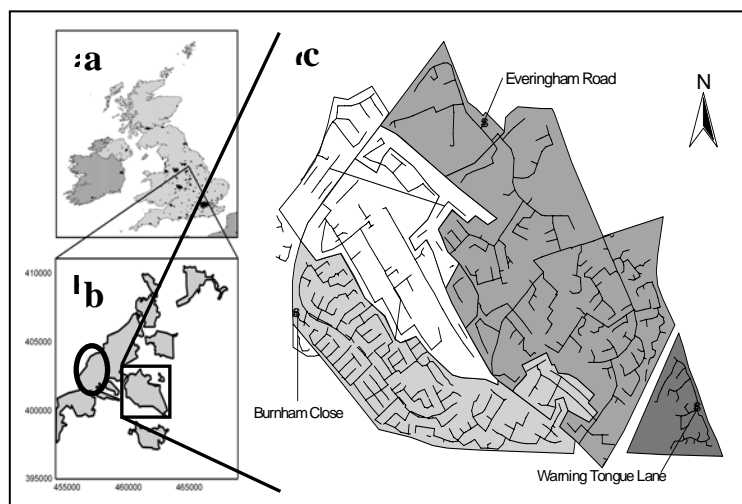 a
c
Everingham Road
N
b
410000
405000
400000
395000
455000 460000 465000
Burnham Close
Warning Tongue Lane